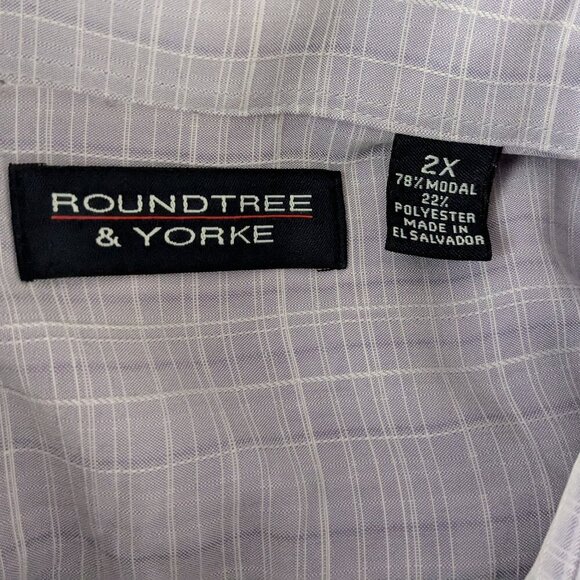 ROUNDTREE
& YORKE
2X
78% MODAL
22%
POLYESTER
MADE IN
EL SALVADOR